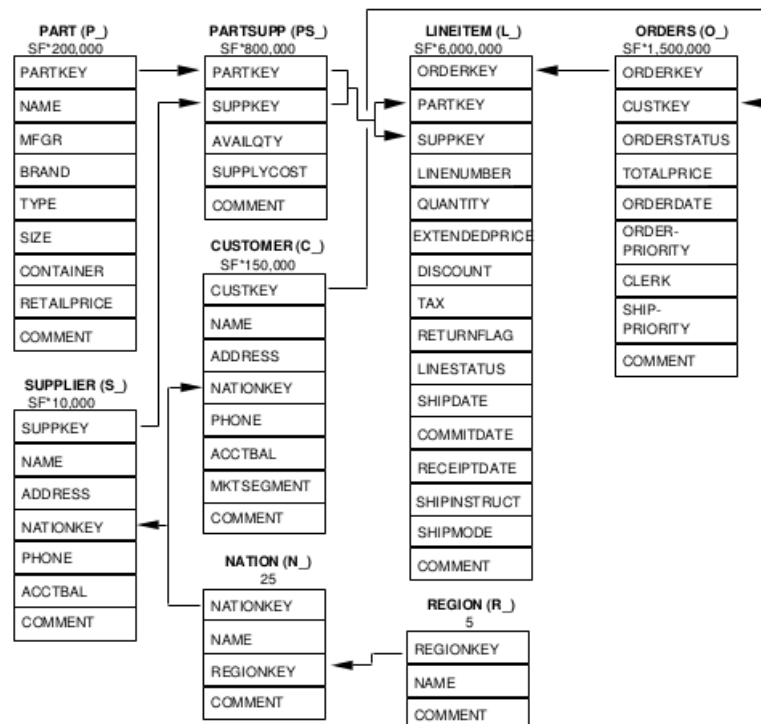 PART (P_)
SF*200,000
PARTKEY
NAME
MFGR
BRAND
TYPE
SIZE
CONTAINER
RETAILPRICE
COMMENT
SUPPLIER (S_)
SF*10,000
SUPPKEY
NAME
ADDRESS
NATIONKEY
PHONE
ACCTBAL
COMMENT
PARTSUPP (PS_)
SF*800,000
PARTKEY
SUPPKEY
AVAILQTY
SUPPLYCOST
COMMENT
CUSTOMER (C_)
SF*150,000
CUSTKEY
NAME
ADDRESS
NATIONKEY
PHONE
ACCTBAL
MKTSEGMENT
COMMENT
NATION (N_)
25
NATIONKEY
NAME
REGIONKEY
COMMENT
LINEITEM (L_)
SF*6,000,000
ORDERKEY
PARTKEY
SUPPKEY
LINENUMBER
QUANTITY
EXTENDEDPRICE
DISCOUNT
TAX
RETURNFLAG
LINESTATUS
SHIPDATE
COMMITDATE
RECEIPTDATE
SHIPINSTRUCT
SHIPMODE
COMMENT
REGION (R_)
5
REGIONKEY
NAME
COMMENT
ORDERS (O_)
SF*1,500,000
ORDERKEY
CUSTKEY
ORDERSTATUS
TOTALPRICE
ORDERDATE
ORDER-
PRIORITY
CLERK
SHIP-
PRIORITY
COMMENT